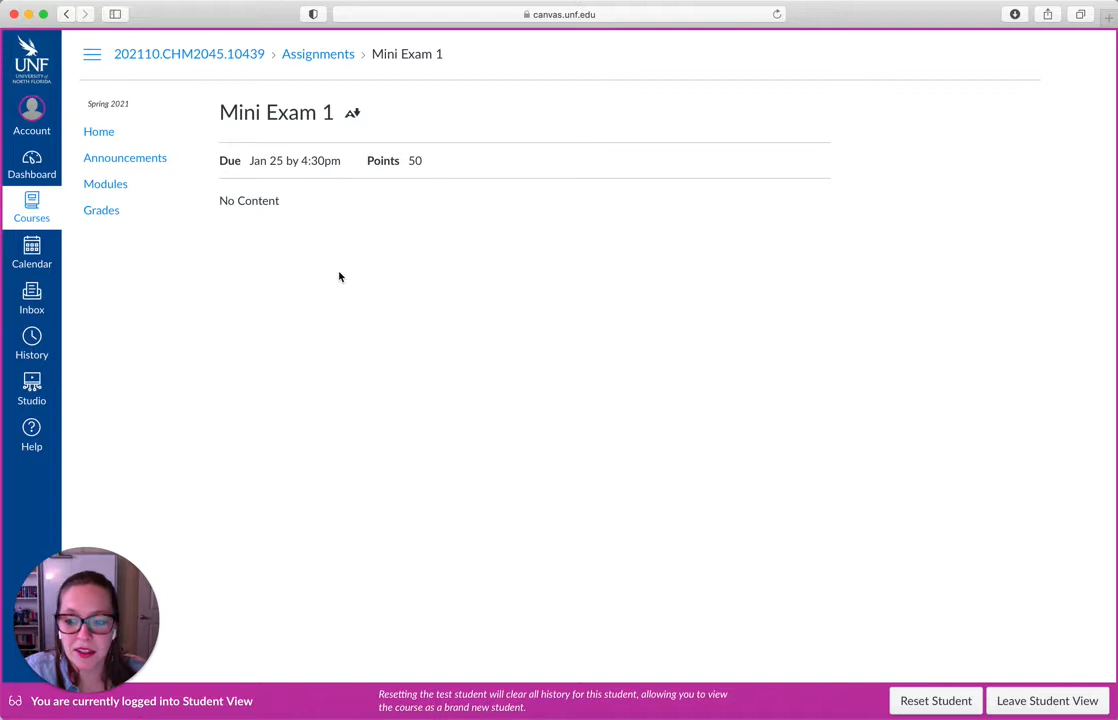 canvas.unf.edu
UNF
UNIVERSITY of
NORTH FLORIDA
202110.CHM2045.10439 > Assignments > Mini Exam 1
Spring 2021
Home
Announcements
Modules
Grades
Account
Dashboard
Courses
Calendar
Inbox
History
Studio
Help
Mini Exam 1
Due Jan 25 by 4:30pm Points 50
No Content
You are currently logged into Student View
Resetting the test student will clear all history for this student, allowing you to view
the course as a brand new student.
Reset Student
Leave Student View